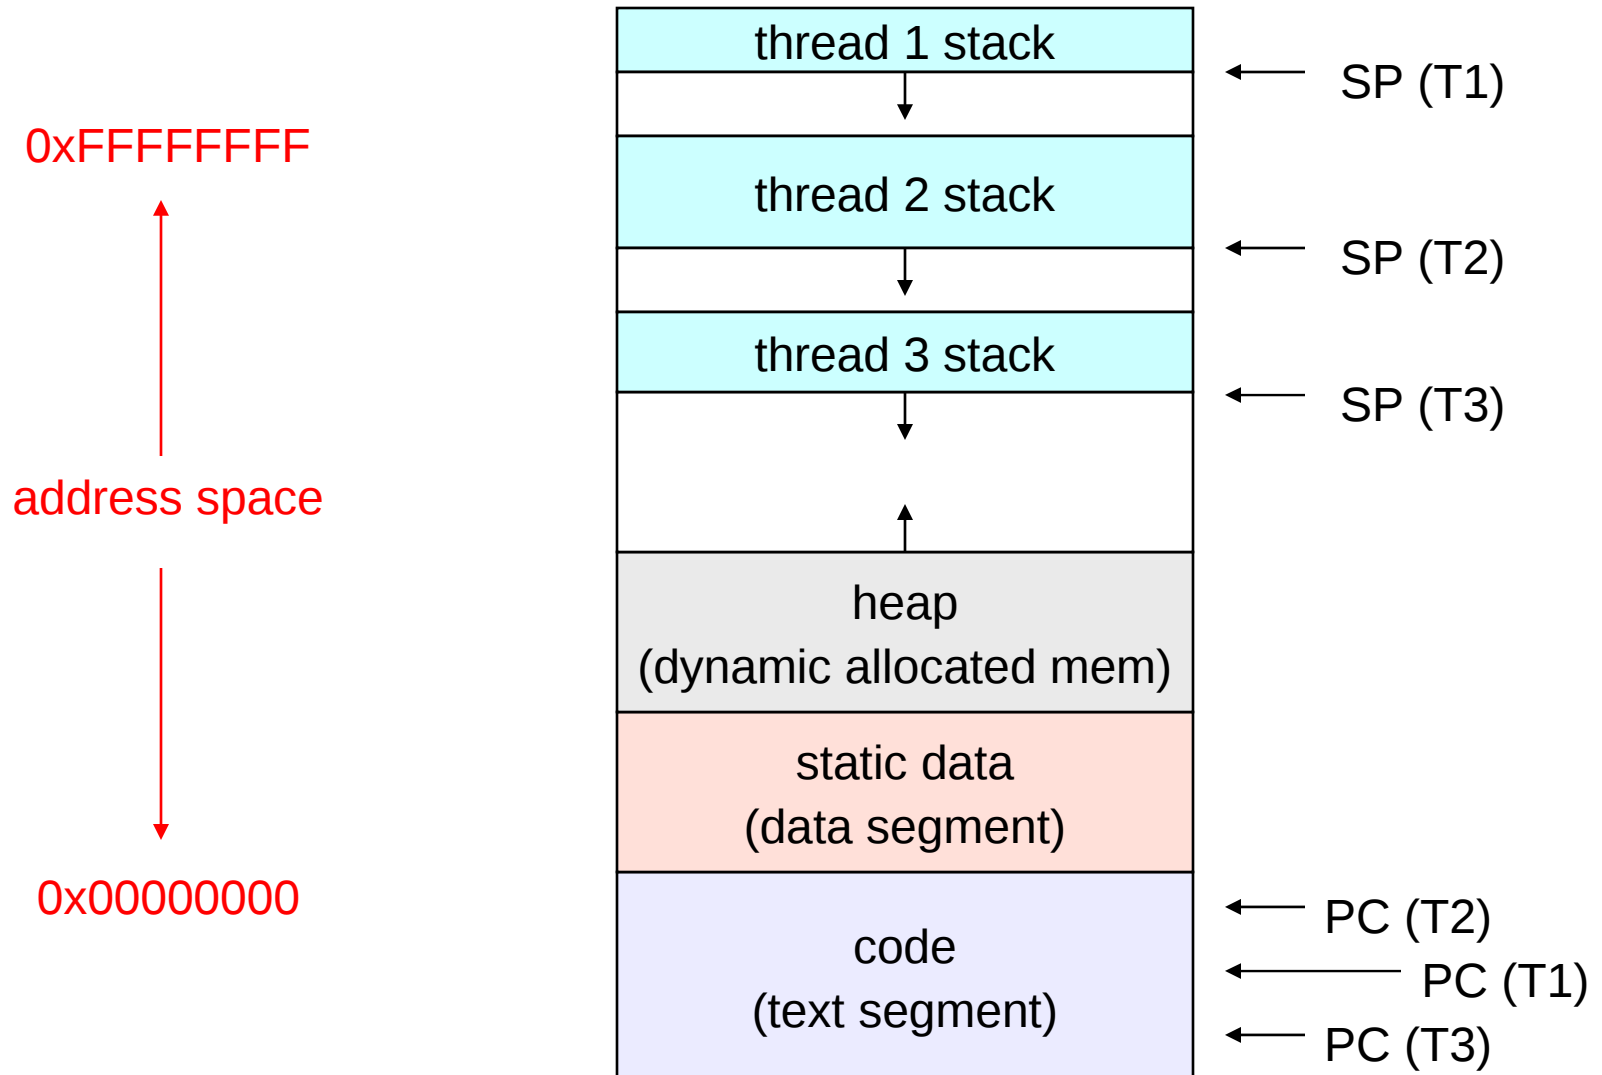 thread 1 stack
SP (T1)
0xFFFFFFFF
thread 2 stack
SP (T2)
thread 3 stack
SP (T3)
address space
heap
(dynamic allocated mem)
static data
(data segment)
0x00000000
code
(text segment)
PC (T2)
PC (T1)
PC (T3)